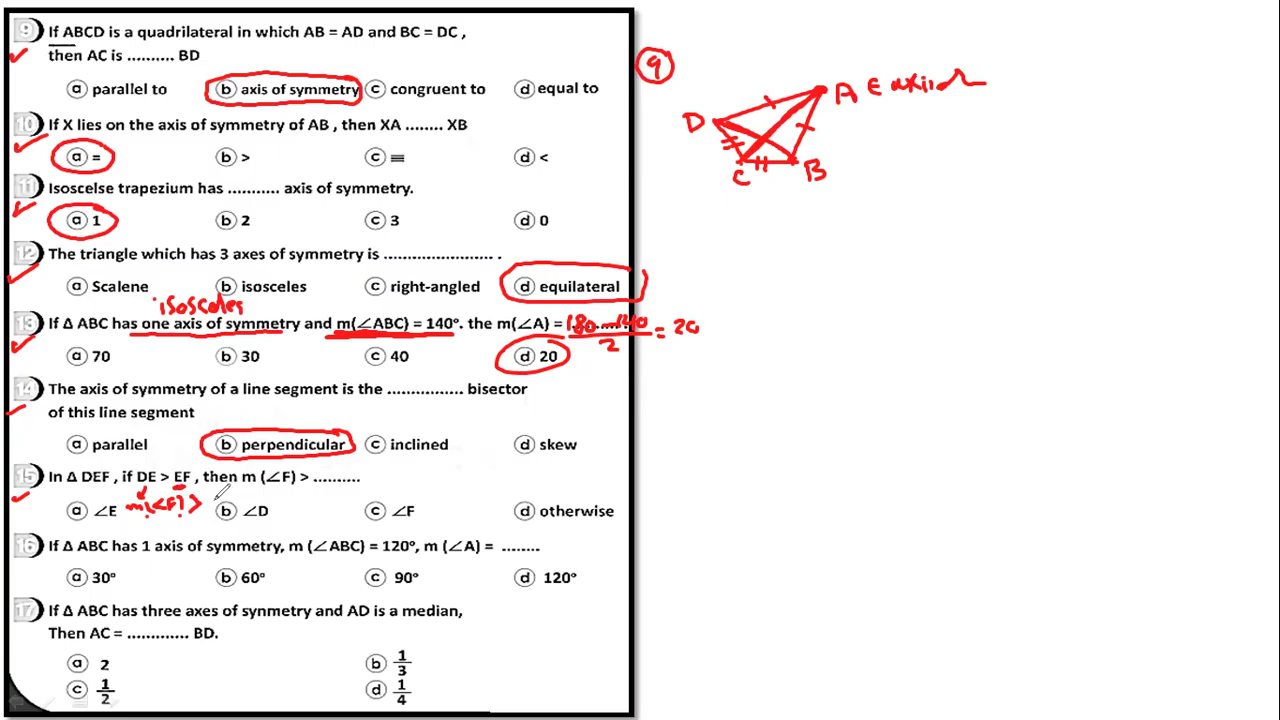 9 If ABCD is a quadrilateral in which AB = AD and BC = DC ,
then AC is .......... BD
a parallel to b axis of symmetry c congruent to d equal to
10 If X lies on the axis of symmetry of AB , then XA ........ XB
a = b > c ≡ d <
11 Isoscelse trapezium has ........... axis of symmetry.
a 1 b 2 c 3 d 0
12 The triangle which has 3 axes of symmetry is ....................... .
a Scalene b isosceles c right-angled d equilateral
isosceles
13 If Δ ABC has one axis of symmetry and m(∠ABC) = 140°. the m(∠A) = 180 - 140 / 2 = 20
a 70 b 30 c 40 d 20
14 The axis of symmetry of a line segment is the ................ bisector
of this line segment
a parallel b perpendicular c inclined d skew
15 In Δ DEF , if DE > EF , then m (∠F) > ..........
m(∠F) >
a ∠E b ∠D c ∠F d otherwise
16 If Δ ABC has 1 axis of symmetry, m (∠ABC) = 120°, m (∠A) = ........
a 30° b 60° c 90° d 120°
17 If Δ ABC has three axes of synmetry and AD is a median,
Then AC = ............. BD.
a 2 b 1/3
c 1/2 d 1/4
9
A ∈ axis
D
C B